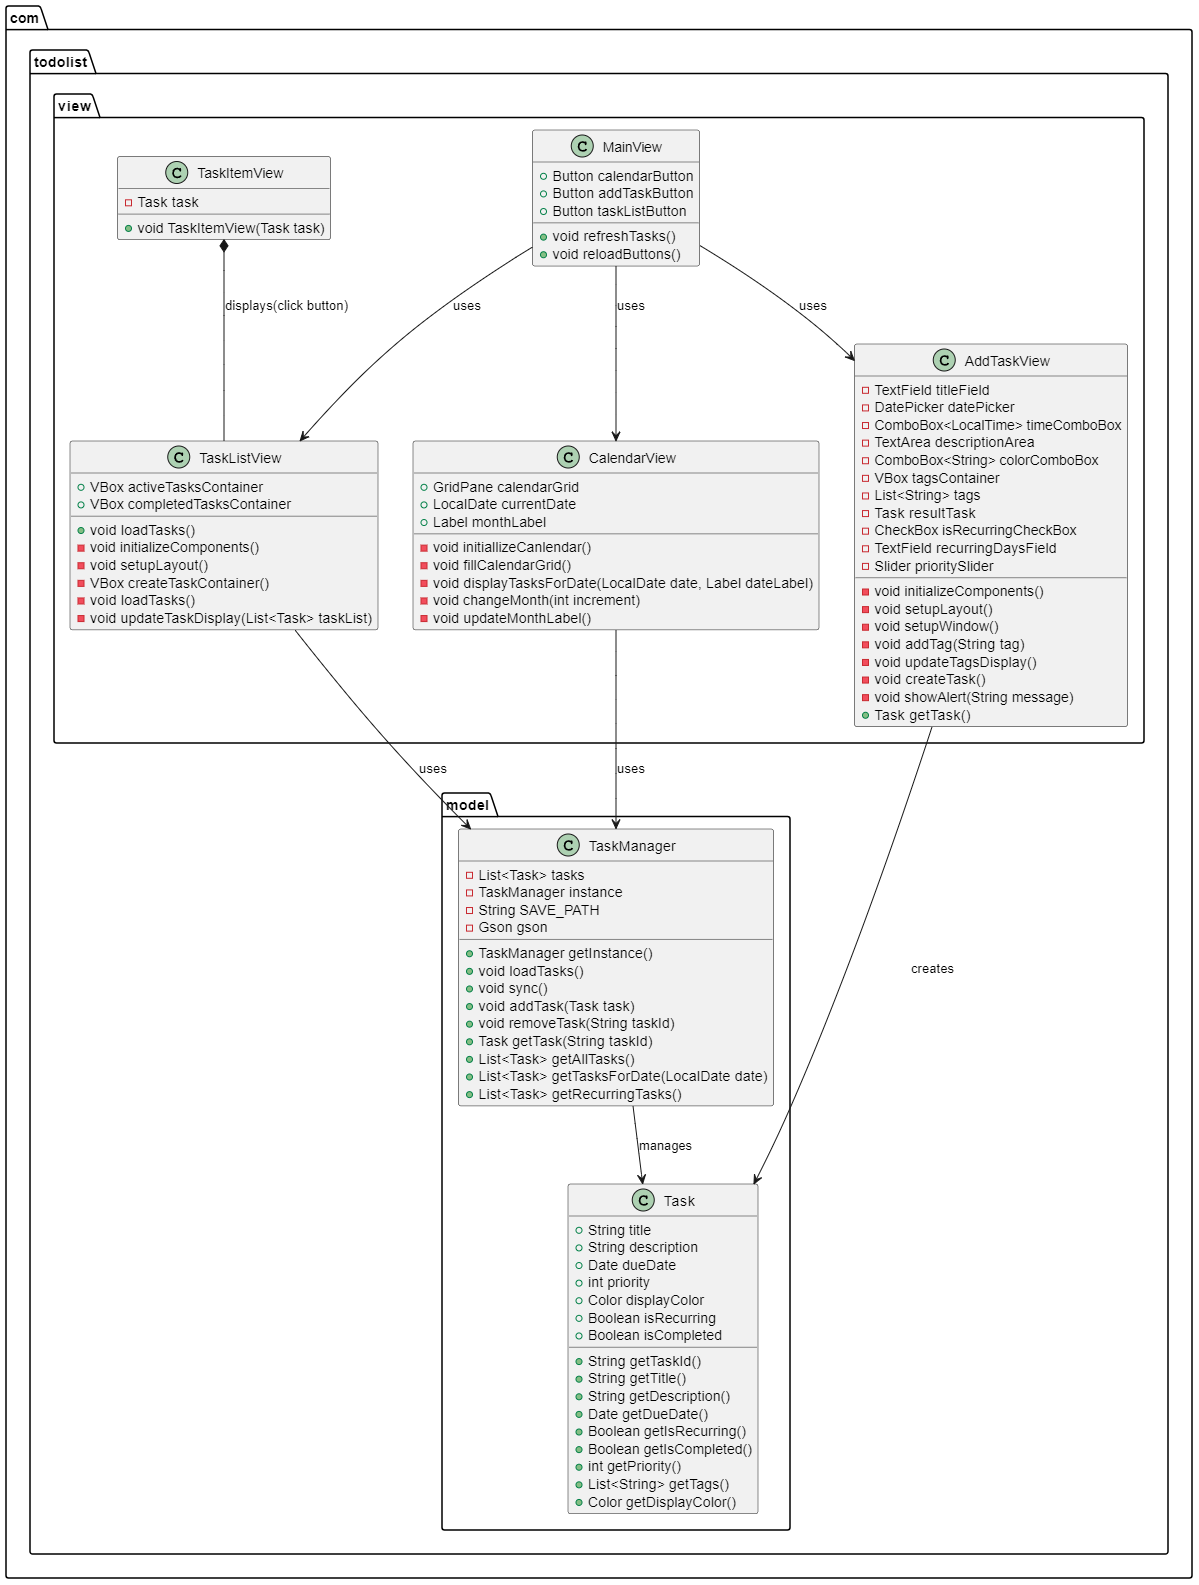 com
todolist
view
C TaskItemView
Task task
void TaskItemView(Task task)
C MainView
Button calendarButton
Button addTaskButton
Button taskListButton
void refreshTasks()
void reloadButtons()
displays(click button)
uses
uses
uses
C AddTaskView
TextField titleField
DatePicker datePicker
ComboBox<LocalTime> timeComboBox
TextArea descriptionArea
ComboBox<String> colorComboBox
VBox tagsContainer
List<String> tags
Task resultTask
CheckBox isRecurringCheckBox
TextField recurringDaysField
Slider prioritySlider
void initializeComponents()
void setupLayout()
void setupWindow()
void addTag(String tag)
void updateTagsDisplay()
void createTask()
void showAlert(String message)
Task getTask()
C TaskListView
VBox activeTasksContainer
VBox completedTasksContainer
void loadTasks()
void initializeComponents()
void setupLayout()
VBox createTaskContainer()
void loadTasks()
void updateTaskDisplay(List<Task> taskList)
C CalendarView
GridPane calendarGrid
LocalDate currentDate
Label monthLabel
void initiallizeCanlendar()
void fillCalendarGrid()
void displayTasksForDate(LocalDate date, Label dateLabel)
void changeMonth(int increment)
void updateMonthLabel()
uses
uses
model
C TaskManager
List<Task> tasks
TaskManager instance
String SAVE_PATH
Gson gson
TaskManager getInstance()
void loadTasks()
void sync()
void addTask(Task task)
void removeTask(String taskId)
Task getTask(String taskId)
List<Task> getAllTasks()
List<Task> getTasksForDate(LocalDate date)
List<Task> getRecurringTasks()
creates
manages
C Task
String title
String description
Date dueDate
int priority
Color displayColor
Boolean isRecurring
Boolean isCompleted
String getTaskId()
String getTitle()
String getDescription()
Date getDueDate()
Boolean getIsRecurring()
Boolean getIsCompleted()
int getPriority()
List<String> getTags()
Color getDisplayColor()